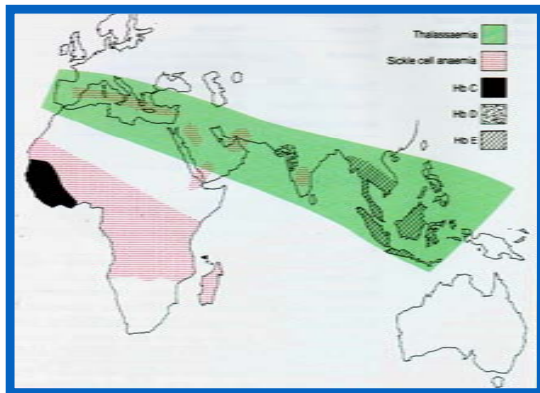 Thalassaemia
Sickle cell anaemia
Hb C
Hb D
Hb E